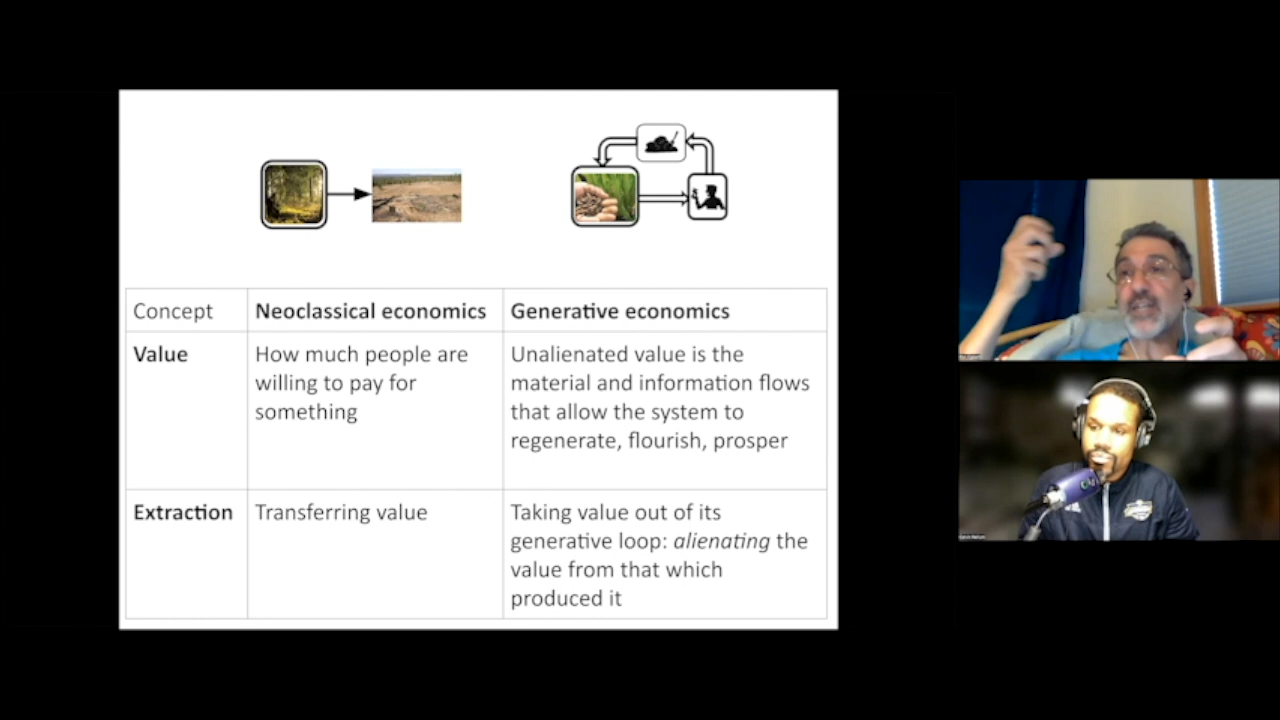 Concept
Neoclassical economics
Generative economics
Value
How much people are
willing to pay for
something
Unalienated value is the
material and information flows
that allow the system to
regenerate, flourish, prosper
Extraction
Transferring value
Taking value out of its
generative loop: alienating the
value from that which
produced it